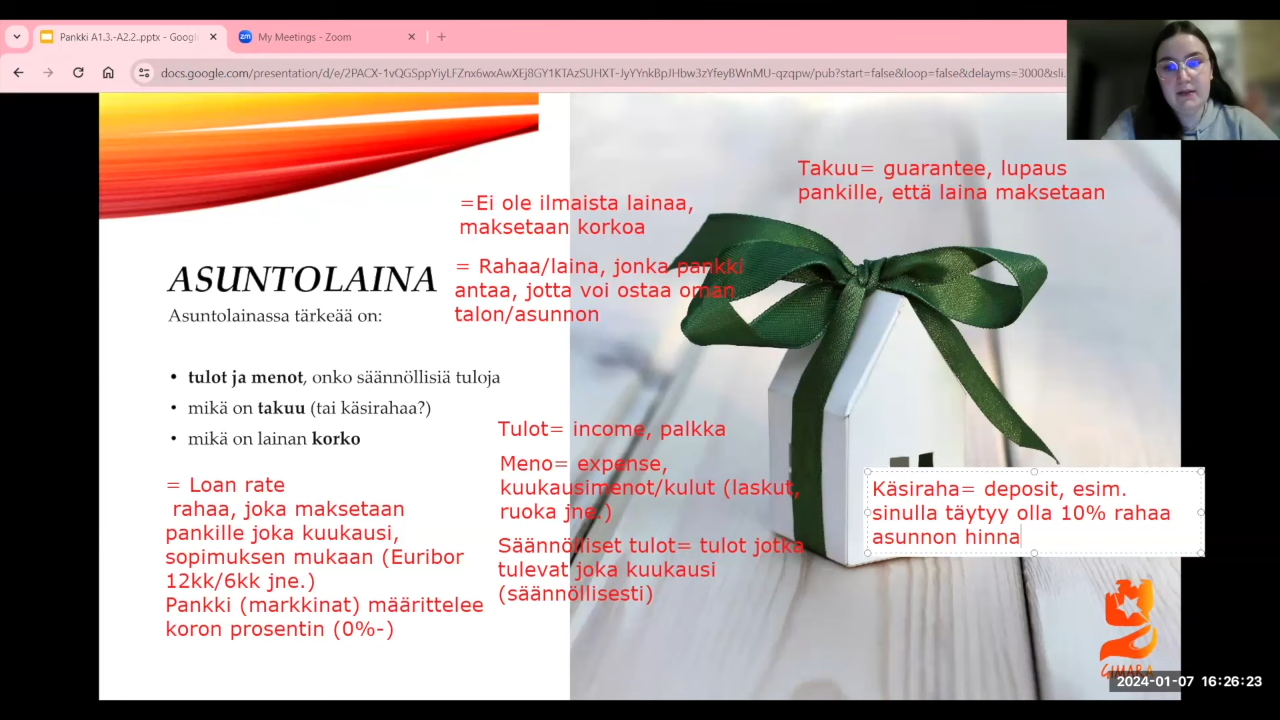 Pankki A1.3.-A2.2..pptx - Googl
My Meetings - Zoom
docs.google.com/presentation/d/e/2PACX-1vQGSppYiyLFZnx6wxAwXEj8GY1KTAzSUHXT-JyYYnkBpJHbw3zYfeyBWnMU-qzqpw/pub?start=false&loop=false&delayms=3000&sli
Takuu= guarantee, lupaus
pankille, että laina maksetaan
=Ei ole ilmaista lainaa,
maksetaan korkoa
= Rahaa/laina, jonka pankki
antaa, jotta voi ostaa oman
talon/asunnon
ASUNTOLAINA
Asuntolainassa tärkeää on:
• tulot ja menot, onko säännöllisiä tuloja
• mikä on takuu (tai käsirahaa?)
• mikä on lainan korko
= Loan rate
rahaa, joka maksetaan
pankille joka kuukausi,
sopimuksen mukaan (Euribor
12kk/6kk jne.)
Pankki (markkinat) määrittelee
koron prosentin (0%-)
Tulot= income, palkka
Meno= expense,
kuukausimenot/kulut (laskut,
ruoka jne.)
Säännölliset tulot= tulot jotka
tulevat joka kuukausi
(säännöllisesti)
Käsiraha= deposit, esim.
sinulla täytyy olla 10% rahaa
asunnon hinna
GIMARA
2024-01-07 16:26:23